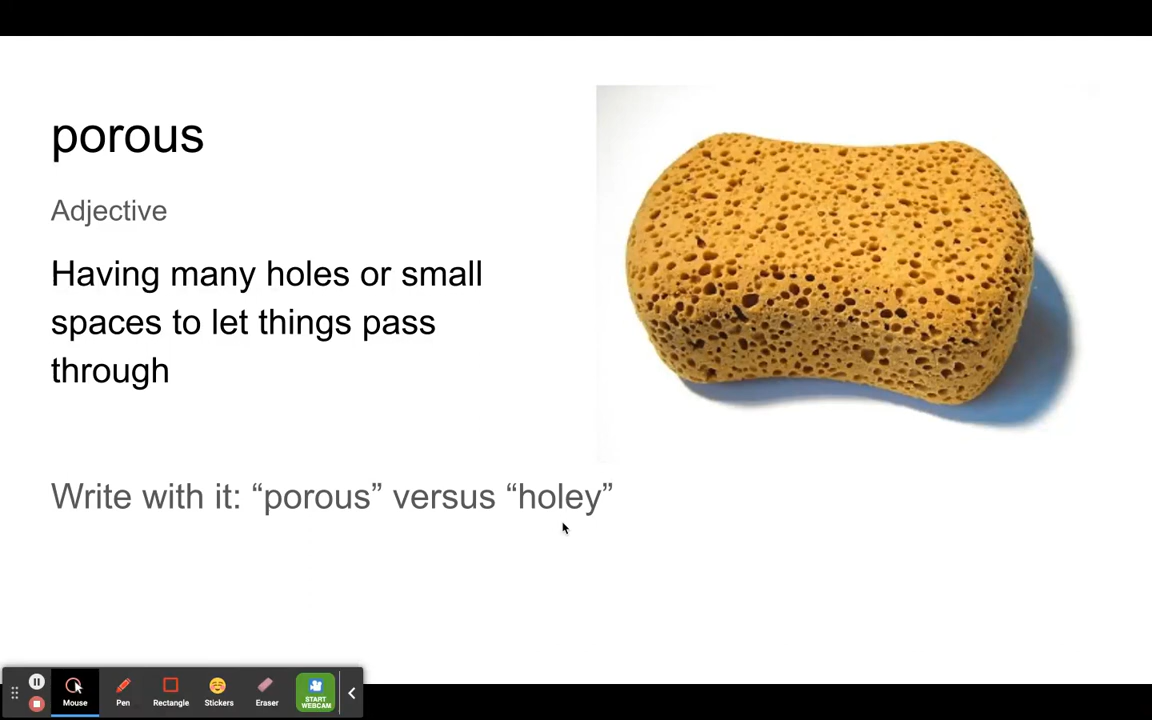 porous
Adjective
Having many holes or small
spaces to let things pass
through
Write with it: “porous” versus “holey”
Mouse
Pen
Rectangle
Stickers
Eraser
START
WEBCAM